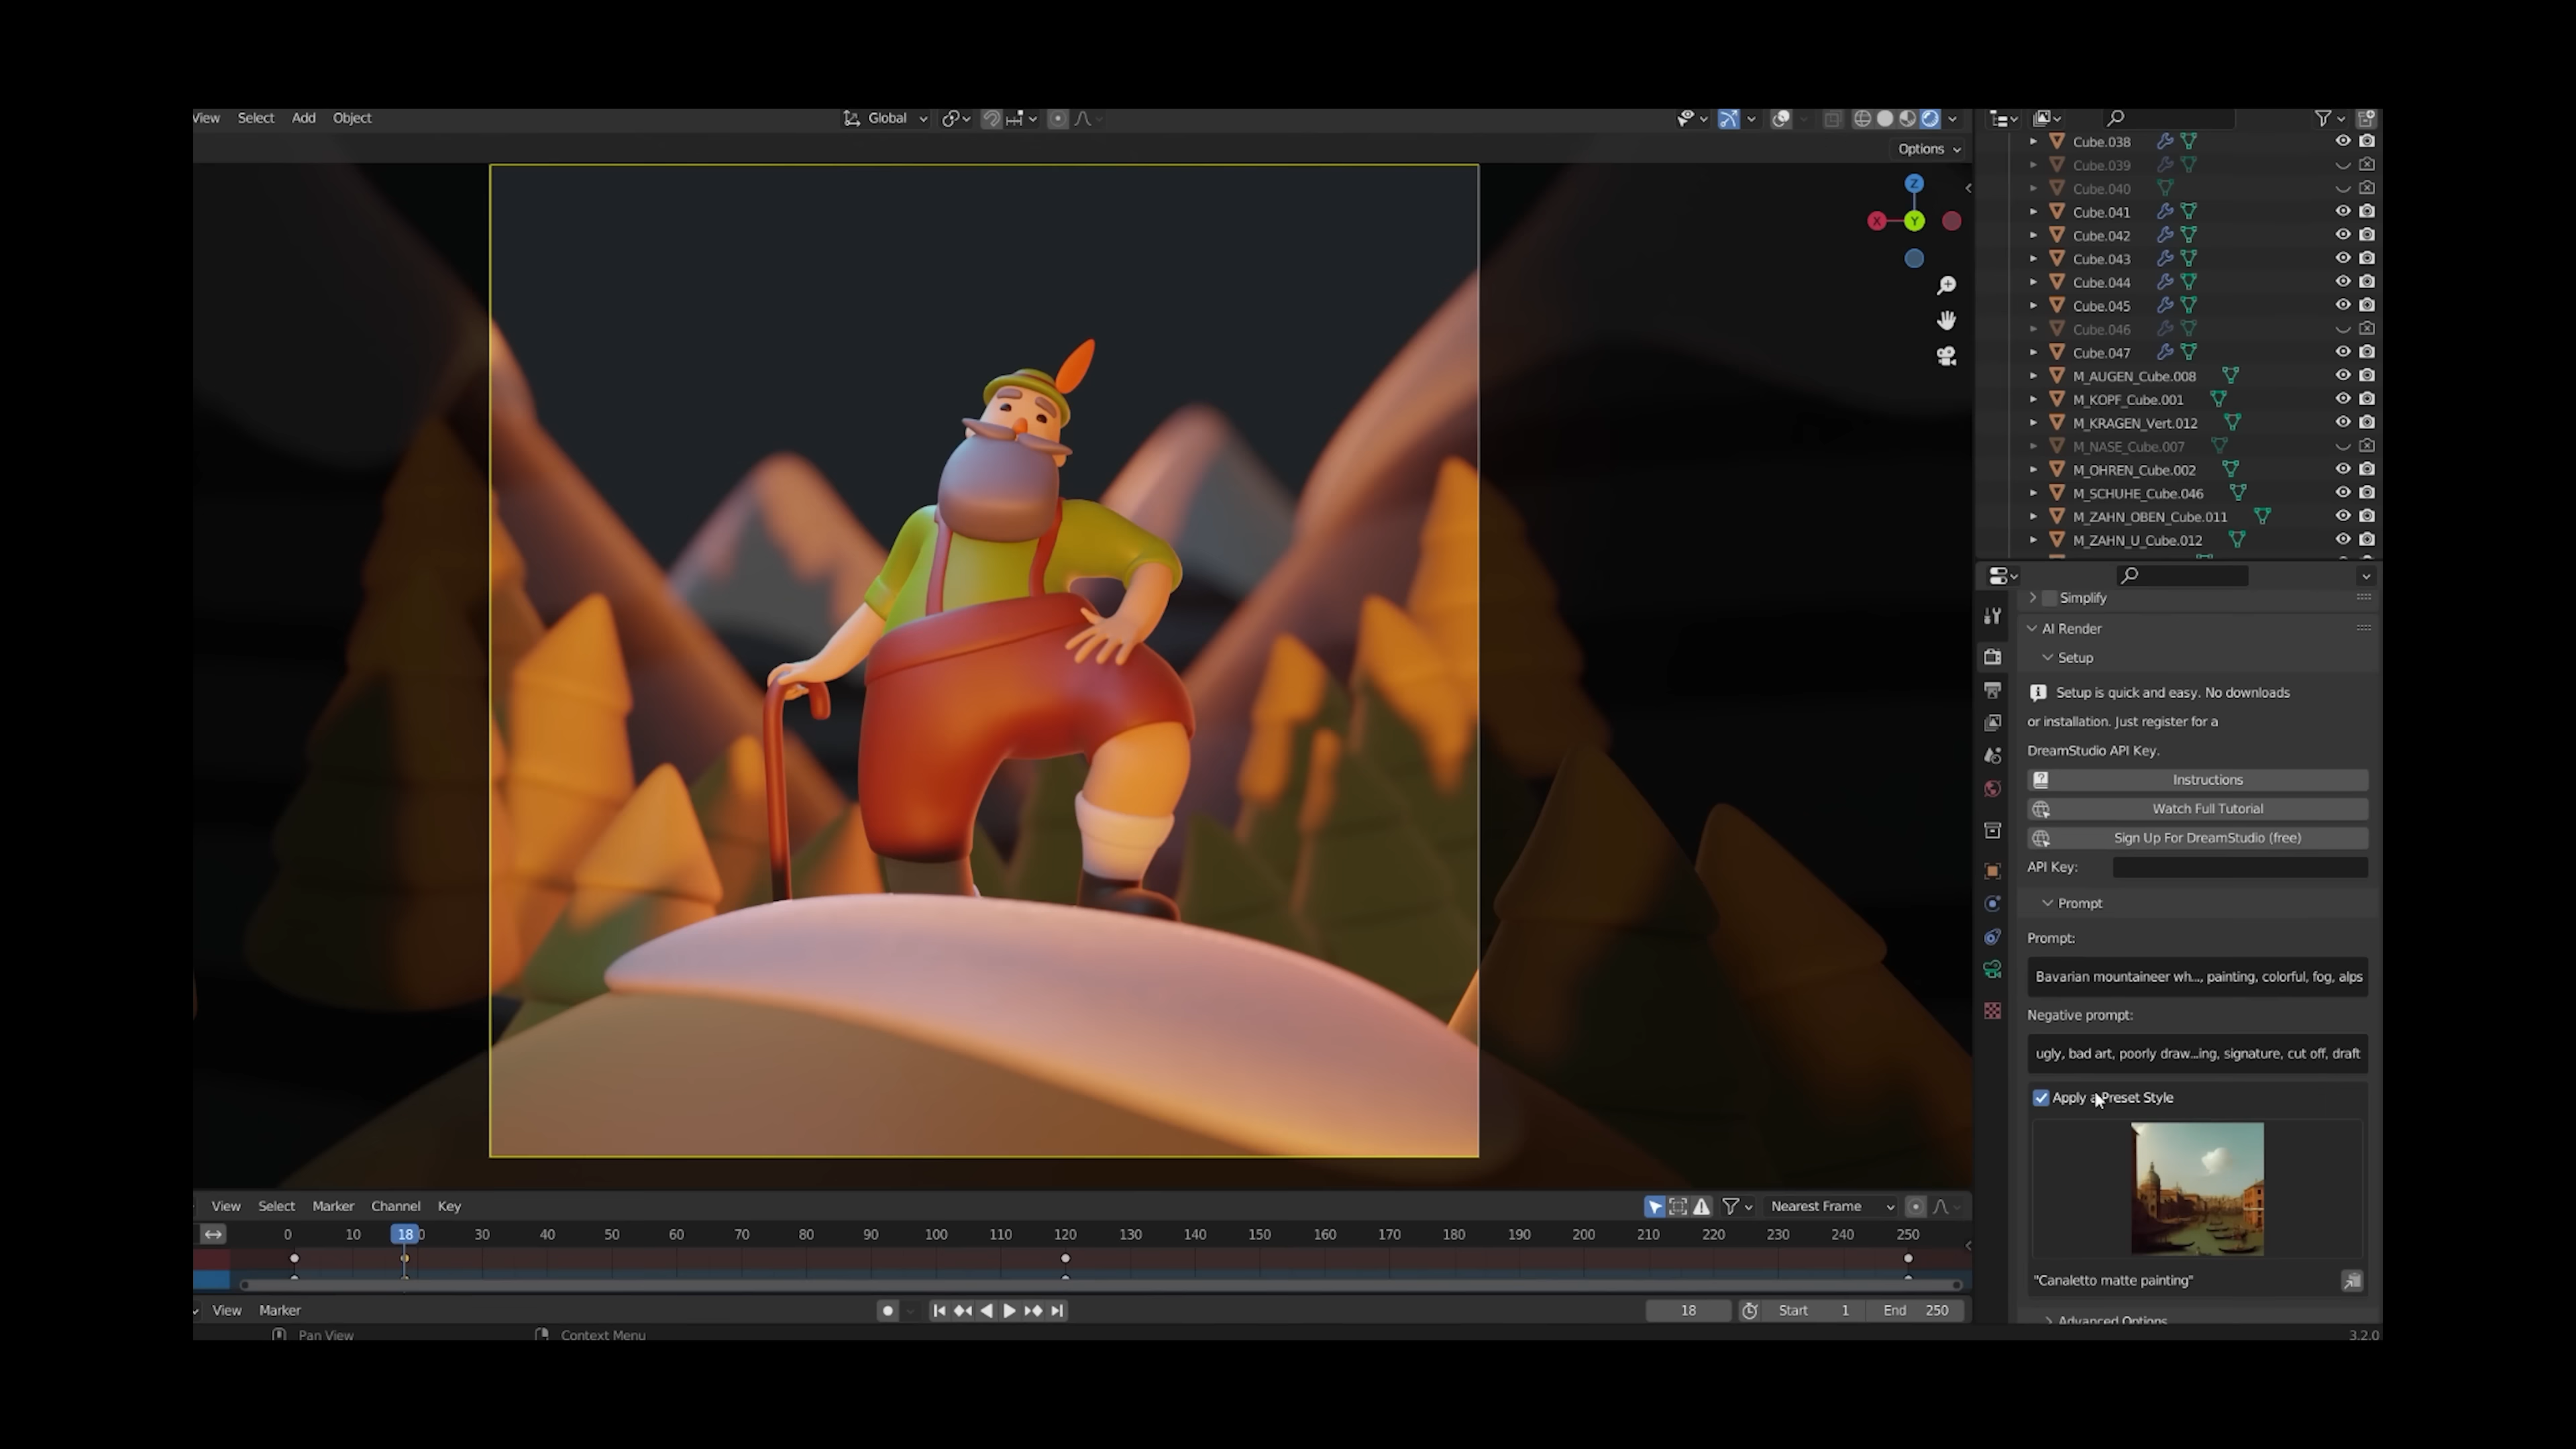 View Select Add Object Global
Options
Z
X Y
Cube.038
Cube.039
Cube.040
Cube.041
Cube.042
Cube.043
Cube.044
Cube.045
Cube.046
Cube.047
M_AUGEN_Cube.008
M_KOPF_Cube.001
M_KRAGEN_Vert.012
M_NASE_Cube.007
M_OHREN_Cube.002
M_SCHUHE_Cube.046
M_ZAHN_OBEN_Cube.011
M_ZAHN_U_Cube.012
Simplify
AI Render
Setup
Setup is quick and easy. No downloads
or installation. Just register for a
DreamStudio API Key.
Instructions
Watch Full Tutorial
Sign Up For DreamStudio (free)
API Key:
Prompt
Prompt:
Bavarian mountaineer wh..., painting, colorful, fog, alps
Negative prompt:
ugly, bad art, poorly draw...ing, signature, cut off, draft
Apply a Preset Style
"Canaletto matte painting"
Advanced Options
View Select Marker Channel Key Nearest Frame
0 10 18 30 40 50 60 70 80 90 100 110 120 130 140 150 160 170 180 190 200 210 220 230 240 250
View Marker 18 Start 1 End 250
Pan View Context Menu 3.2.0